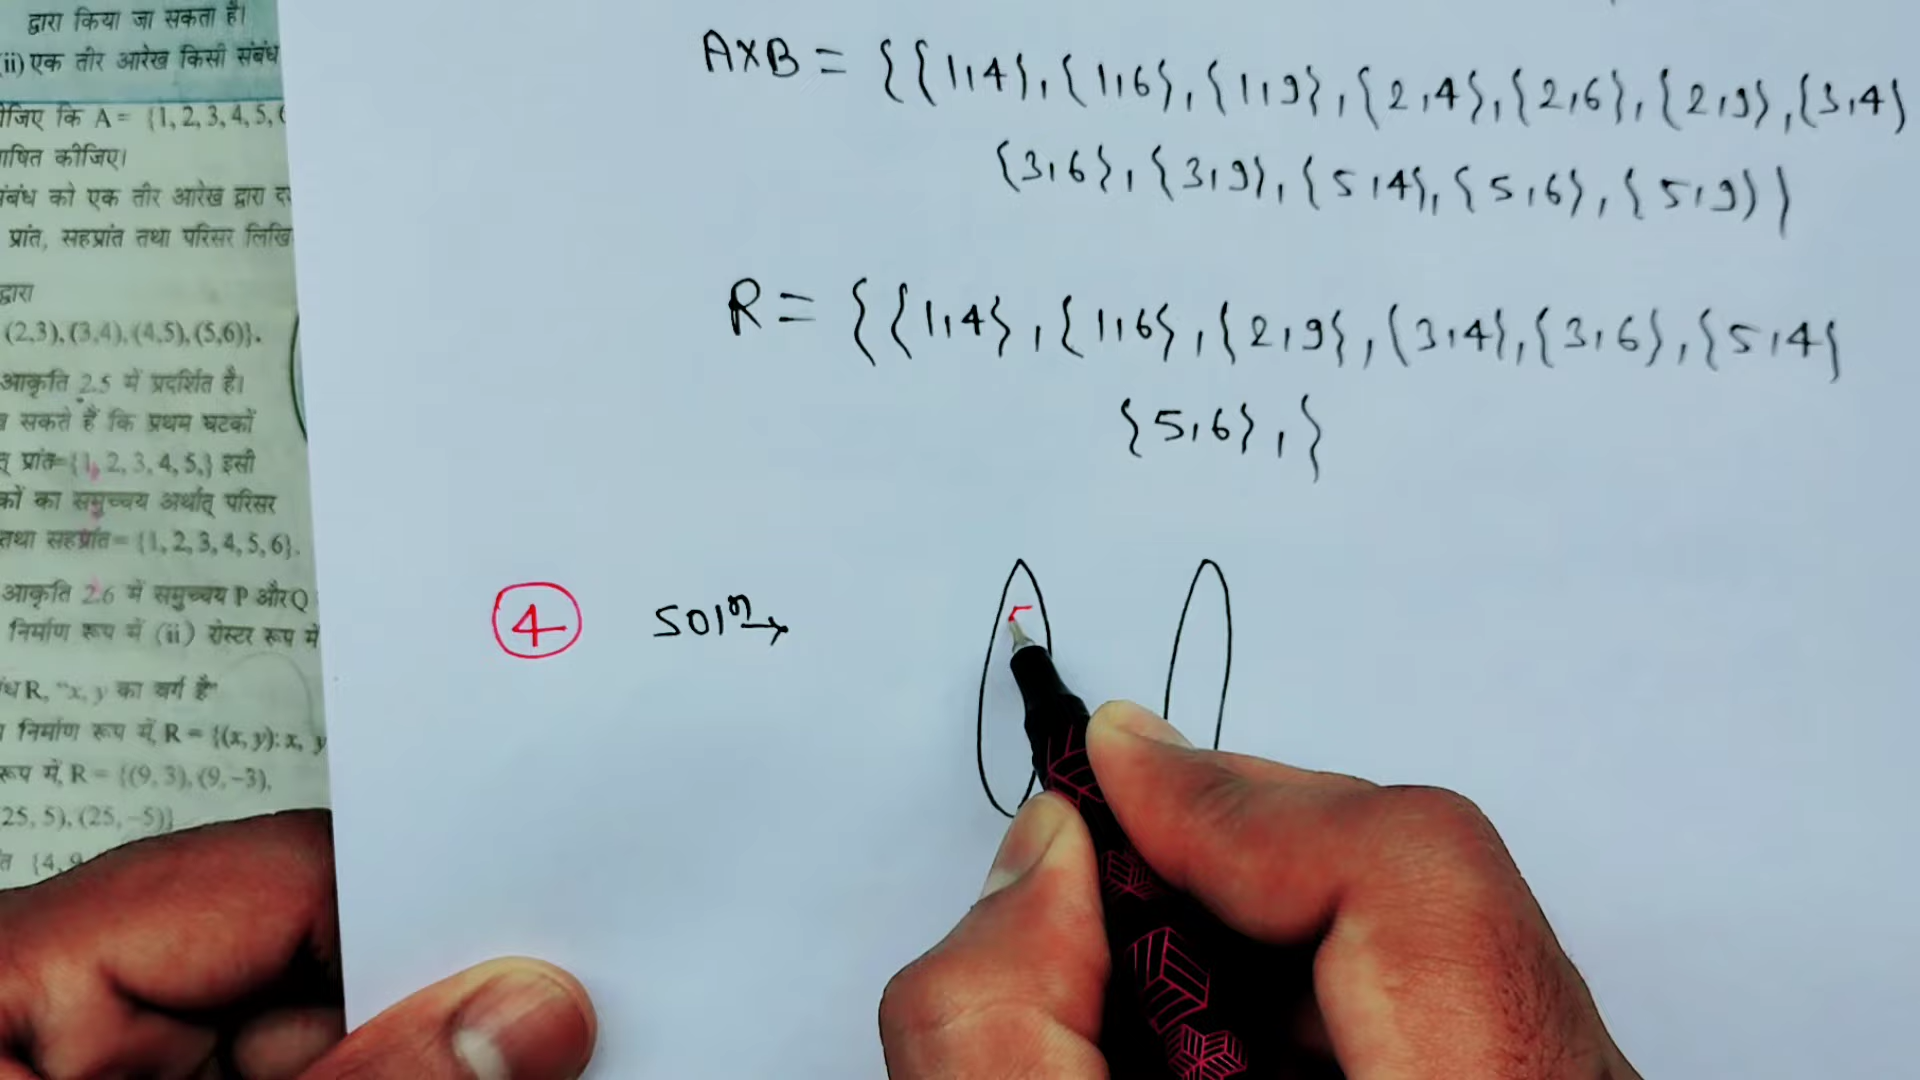 द्वारा किया जा सकता है।
(ii) एक तीर आरेख किसी संबंध
कि A = {1, 2, 3, 4, 5,
कीजिए।
को एक तीर आरेख द्वारा
प्रांत, सहप्रांत तथा परिसर
द्वारा
(2,3), (3,4), (4,5), (5,6)}.
आकृति 2.5 में प्रदर्शित है।
सकते हैं कि प्रथम घटकों
प्रांत={1, 2, 3, 4, 5,} इसी
का समुच्चय अर्थात् परिसर
तथा सहप्रांत= {1, 2, 3, 4, 5, 6}.
आकृति 2.6 में समुच्चय P और Q
निर्माण रूप में (ii) रोस्टर रूप में
R, "x, y का वर्ग है"
निर्माण रूप में, R = {(x, y): x, y
रूप में, R = {(9, 3), (9, –3),
25, 5), (25, –5)}
{4, 9
A×B = {{1,4},{1,6},{1,9},{2,4},{2,6},{2,9},(3,4}
{3,6},{3,9},{5,4},{5,6},{5,9)}
R = {{1,4},{1,6},{2,9},(3,4},{3,6},{5,4}
{5,6},}
4 Solⁿ→